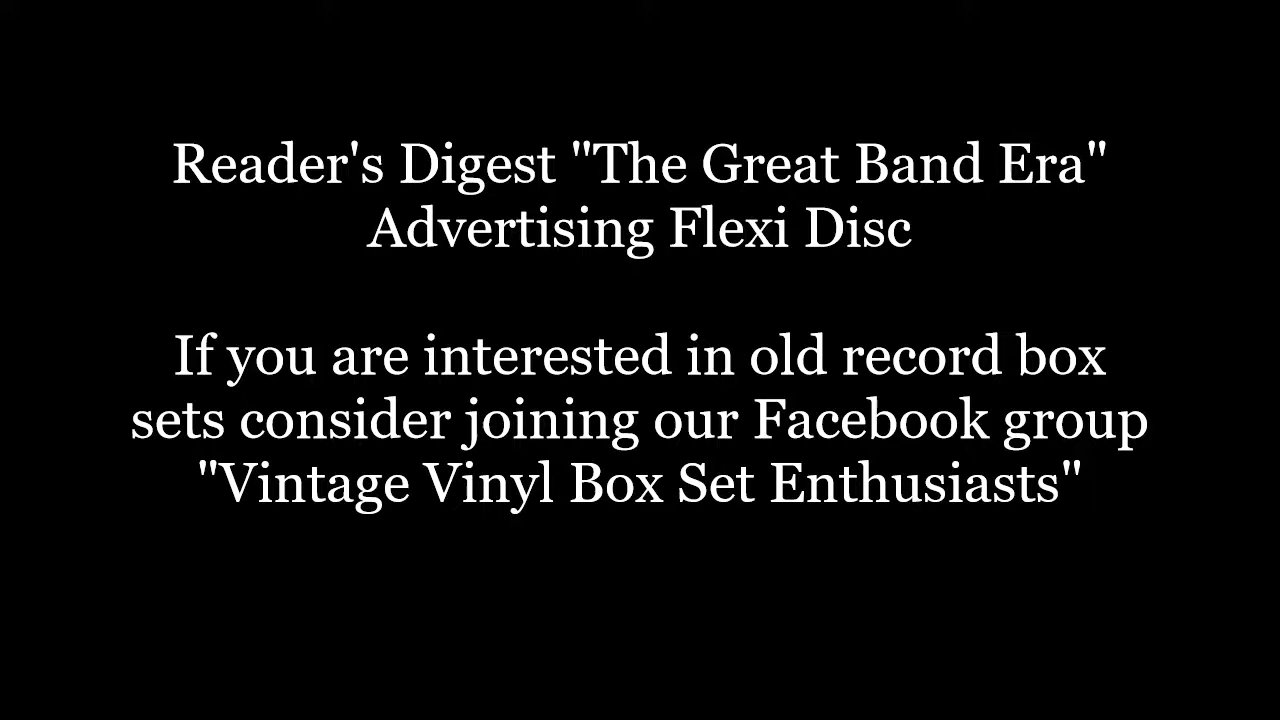 Reader's Digest "The Great Band Era"
Advertising Flexi Disc
If you are interested in old record box
sets consider joining our Facebook group
"Vintage Vinyl Box Set Enthusiasts"